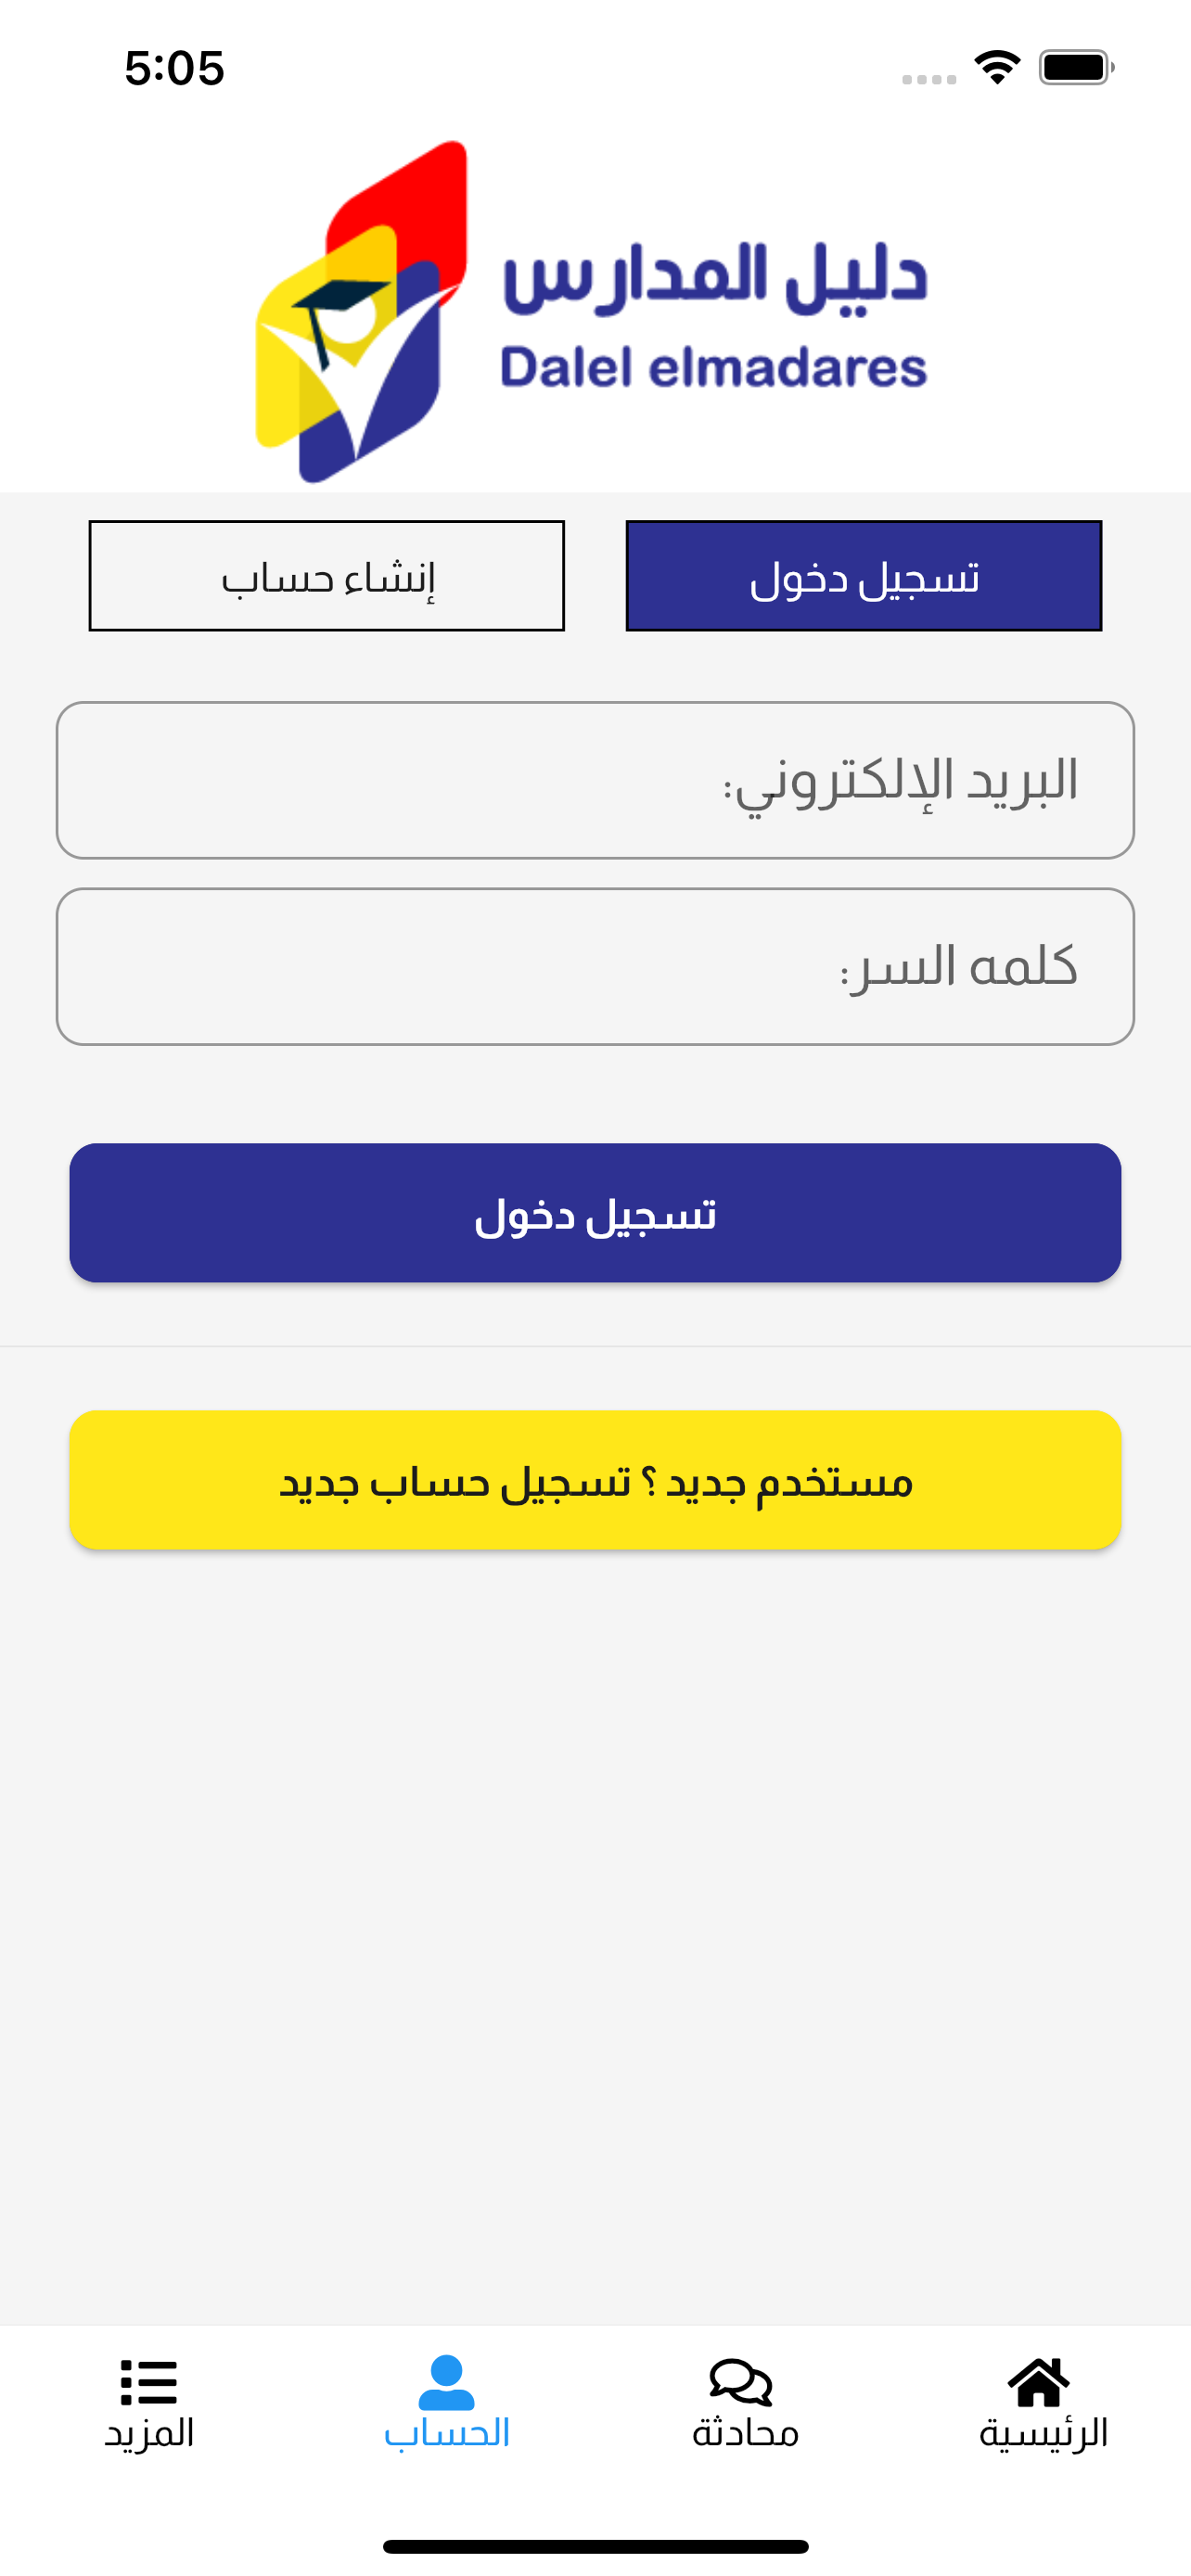 5:05
دليل المدارس
Dalel elmadares
تسجيل دخول
إنشاء حساب
البريد الإلكتروني:
كلمه السر:
تسجيل دخول
مستخدم جديد ؟ تسجيل حساب جديد
الرئيسية
محادثة
الحساب
المزيد